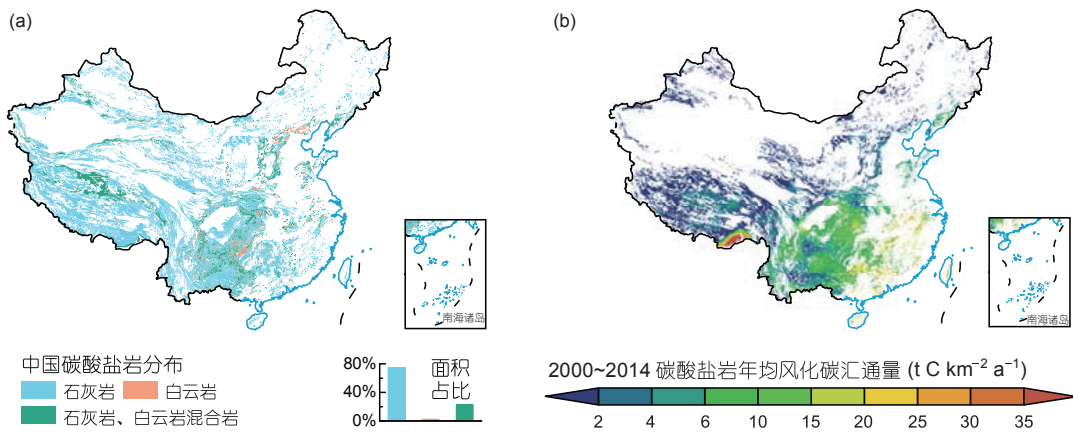 (a)
(b)
南海诸岛
南海诸岛
中国碳酸盐岩分布
石灰岩 白云岩
石灰岩、白云岩混合岩
80%
40%
0%
面积
占比
2000~2014 碳酸盐岩年均风化碳汇通量 (t C km⁻² a⁻¹)
2 4 6 10 15 20 25 30 35